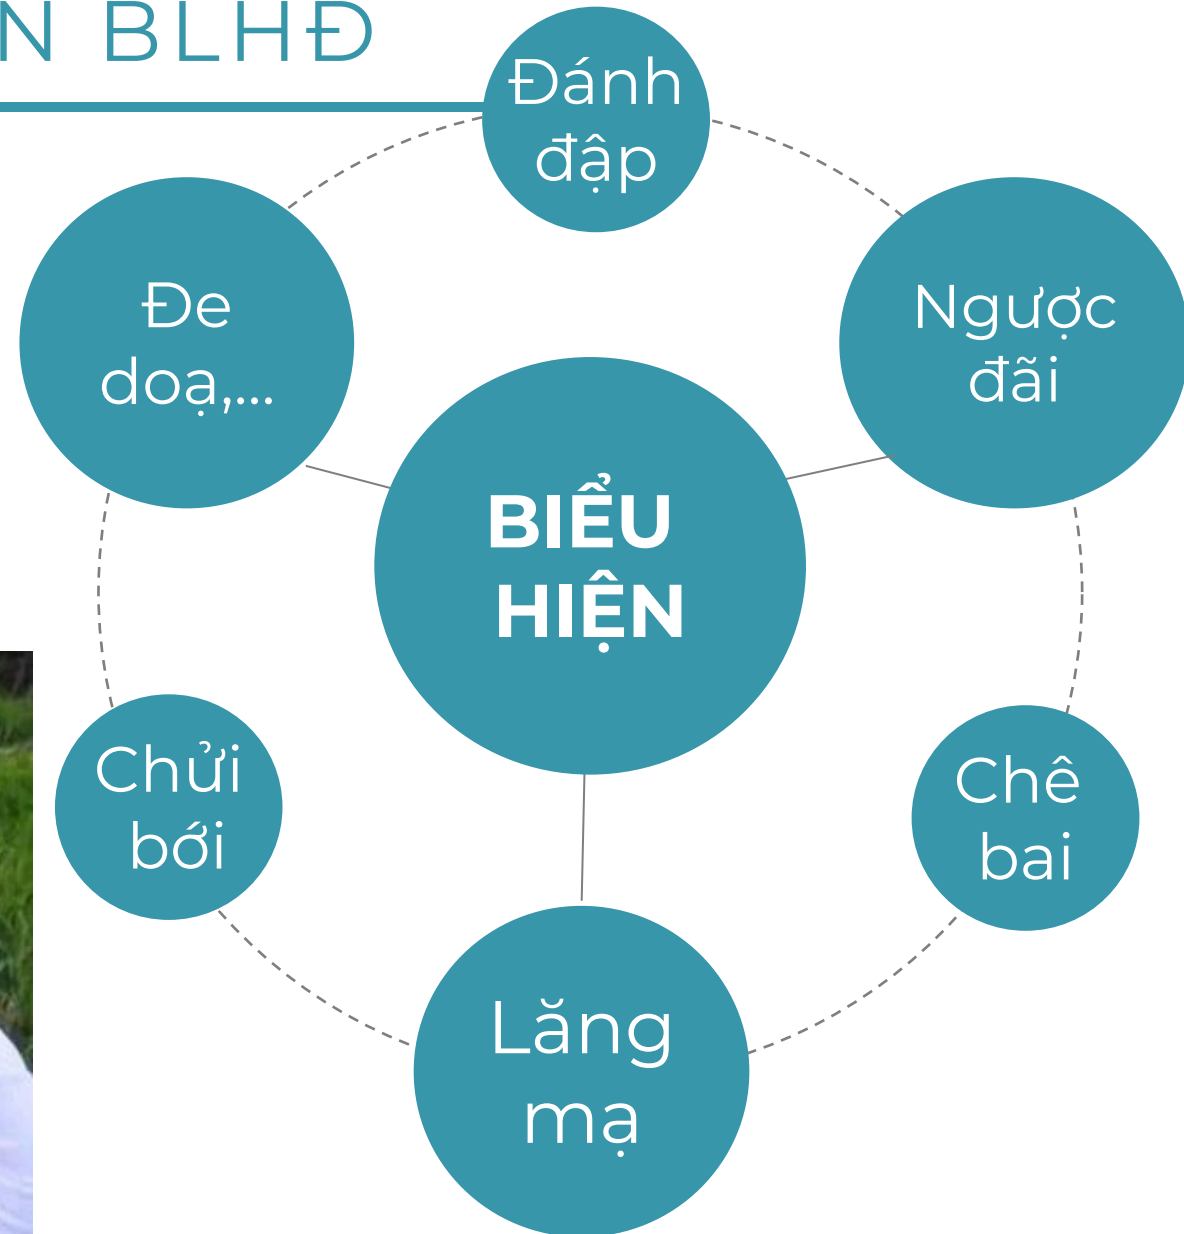 N BLHĐ
Đánh
đập
Ngược
đãi
Đe
doạ,...
BIỂU
HIỆN
Chửi
bới
Chê
bai
Lăng
mạ